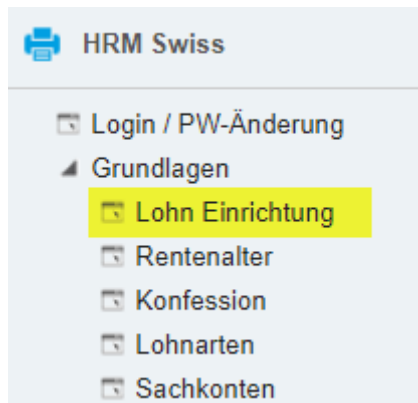 HRM Swiss
Login / PW-Änderung
Grundlagen
Lohn Einrichtung
Rentenalter
Konfession
Lohnarten
Sachkonten